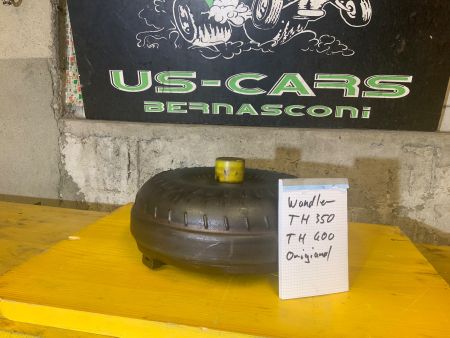 US-CARS
BERNASCONi
Wandler
TH 350
TH 400
Original